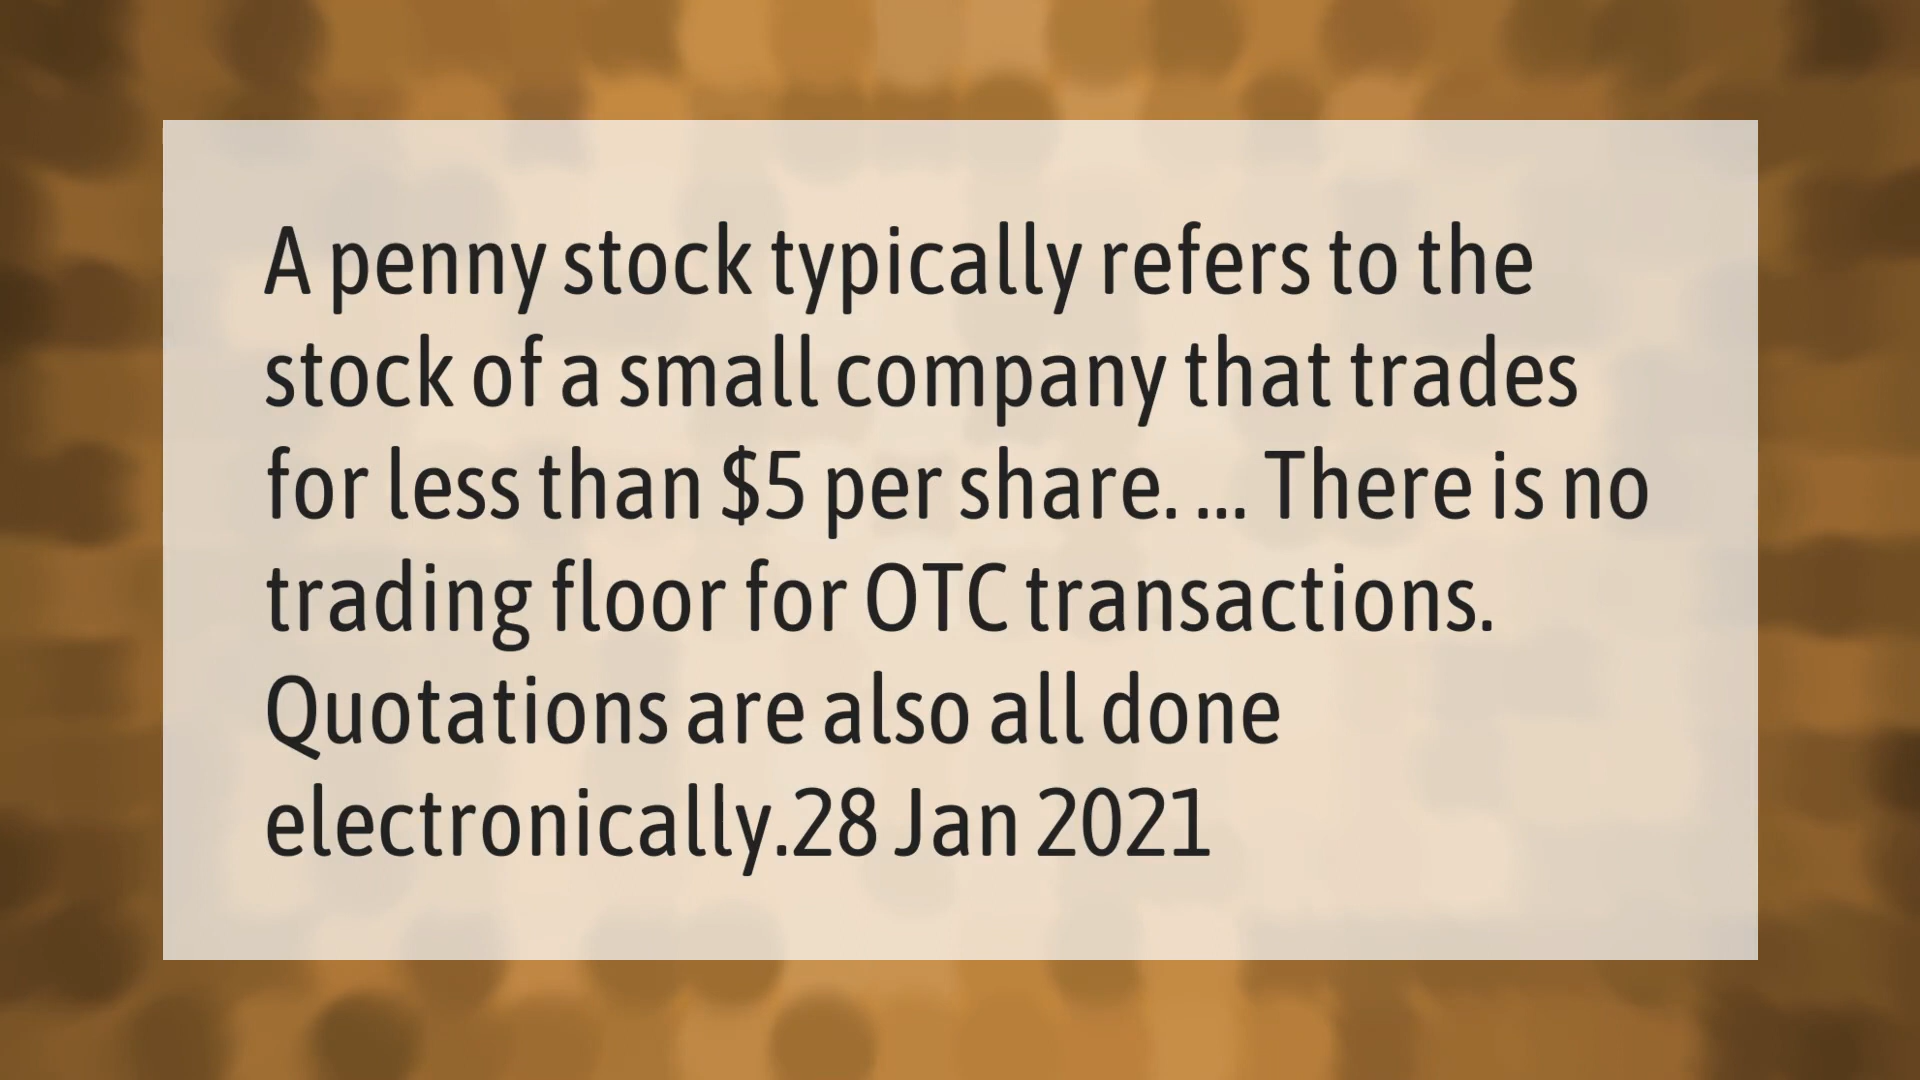 A penny stock typically refers to the
stock of a small company that trades
for less than $5 per share. ... There is no
trading floor for OTC transactions.
Quotations are also all done
electronically.28 Jan 2021